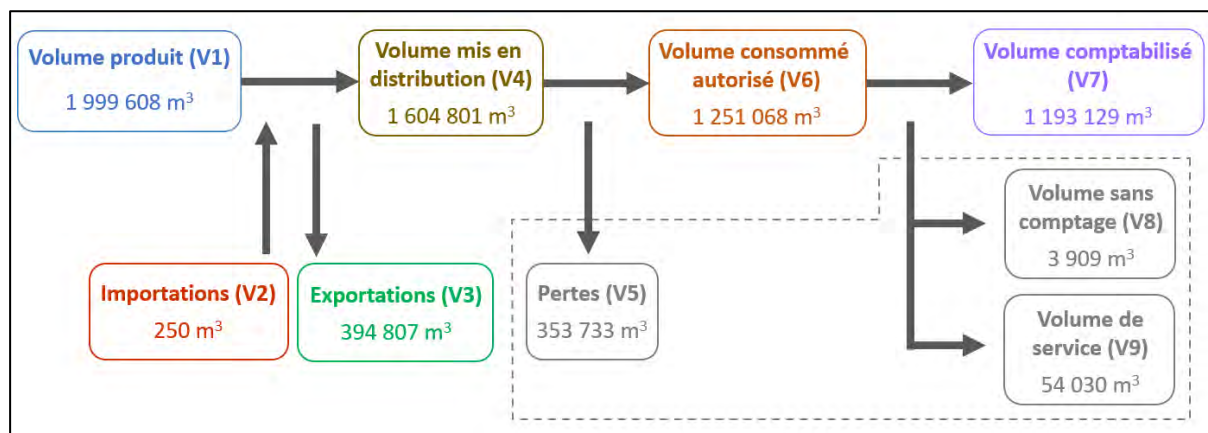 Volume produit (V1)
1 999 608 m³
Volume mis en
distribution (V4)
1 604 801 m³
Volume consommé
autorisé (V6)
1 251 068 m³
Volume comptabilisé
(V7)
1 193 129 m³
Importations (V2)
250 m³
Exportations (V3)
394 807 m³
Pertes (V5)
353 733 m³
Volume sans
comptage (V8)
3 909 m³
Volume de
service (V9)
54 030 m³